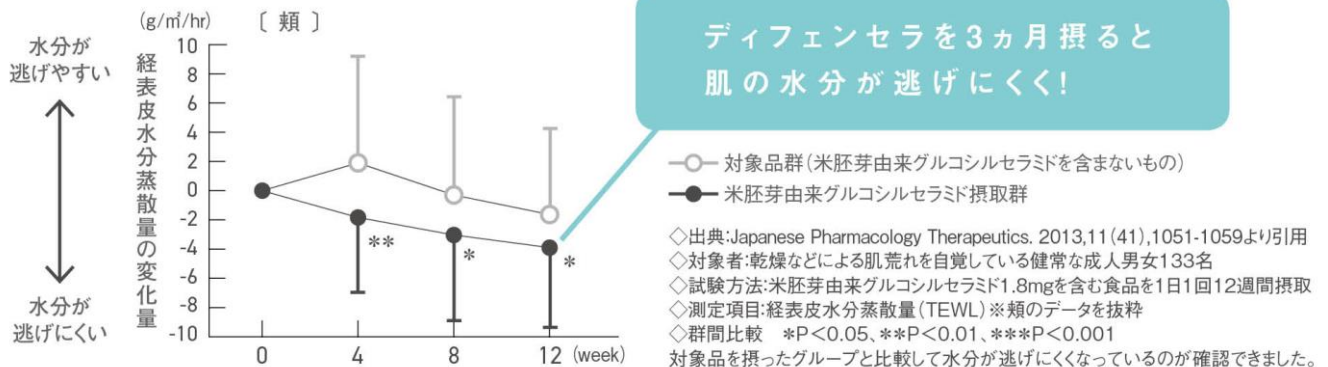 (g/㎡/hr)
〔 頬 〕
水分が
逃げやすい
水分が
逃げにくい
経表皮水分蒸散量の変化量
10
8
6
4
2
0
-2
-4
-6
-8
-10
0 4 8 12 (week)
** * *
ディフェンセラを3ヵ月摂ると
肌の水分が逃げにくく!
対象品群(米胚芽由来グルコシルセラミドを含まないもの)
米胚芽由来グルコシルセラミド摂取群
◇出典:Japanese Pharmacology Therapeutics. 2013,11(41),1051-1059より引用
◇対象者:乾燥などによる肌荒れを自覚している健常な成人男女133名
◇試験方法:米胚芽由来グルコシルセラミド1.8mgを含む食品を1日1回12週間摂取
◇測定項目:経表皮水分蒸散量(TEWL)※頬のデータを抜粋
◇群間比較 *P<0.05、**P<0.01、***P<0.001
対象品を摂ったグループと比較して水分が逃げにくくなっているのが確認できました。